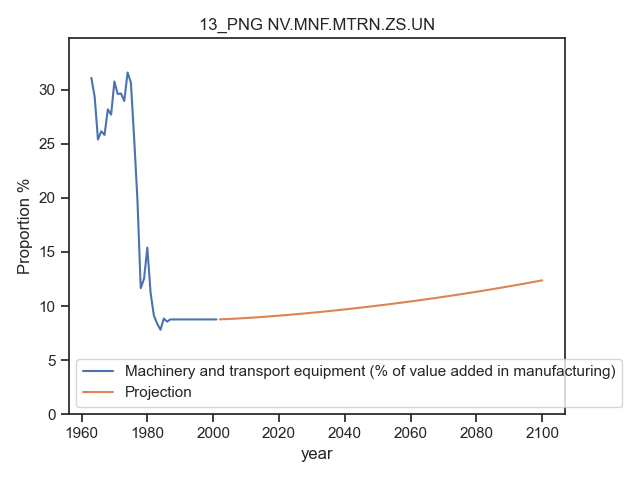 13_PNG NV.MNF.MTRN.ZS.UN
Proportion %
30
25
20
15
10
5
0
Machinery and transport equipment (% of value added in manufacturing)
Projection
1960 1980 2000 2020 2040 2060 2080 2100
year